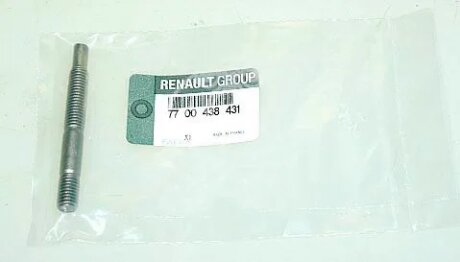 RENAULT GROUP
77 00 438 431